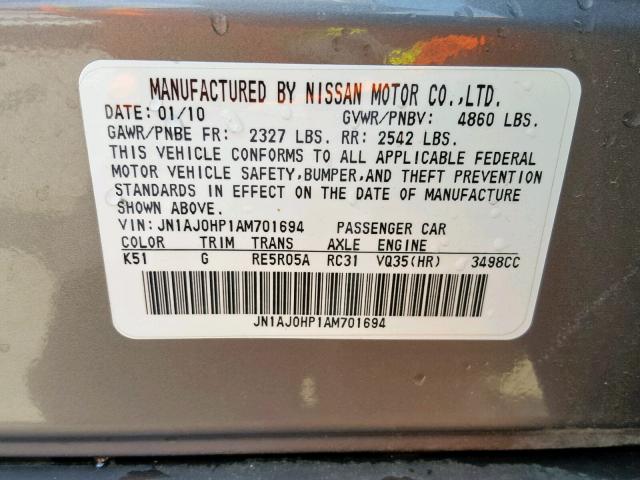 MANUFACTURED BY NISSAN MOTOR CO.,LTD.
DATE: 01/10 GVWR/PNBV: 4860 LBS.
GAWR/PNBE FR: 2327 LBS. RR: 2542 LBS.
THIS VEHICLE CONFORMS TO ALL APPLICABLE FEDERAL
MOTOR VEHICLE SAFETY,BUMPER,AND THEFT PREVENTION
STANDARDS IN EFFECT ON THE DATE OF MANUFACTURE
SHOWN ABOVE.
VIN: JN1AJ0HP1AM701694 PASSENGER CAR
COLOR TRIM TRANS AXLE ENGINE
K51 G RE5R05A RC31 VQ35(HR) 3498CC
JN1AJ0HP1AM701694